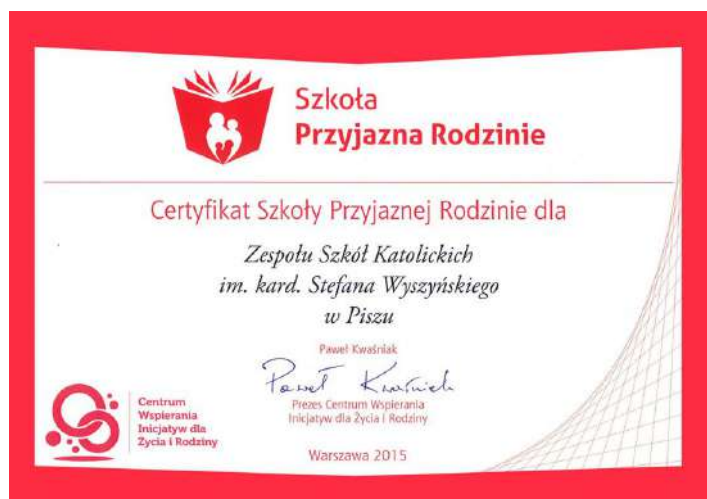 Szkoła
Przyjazna Rodzinie
Certyfikat Szkoły Przyjaznej Rodzinie dla
Zespołu Szkół Katolickich
im. kard. Stefana Wyszyńskiego
w Piszu
Paweł Kwaśniak
Paweł Kwaśniak
Prezes Centrum Wspierania
Inicjatyw dla Życia i Rodziny
Warszawa 2015
Centrum
Wspierania
Inicjatyw dla
Życia i Rodziny